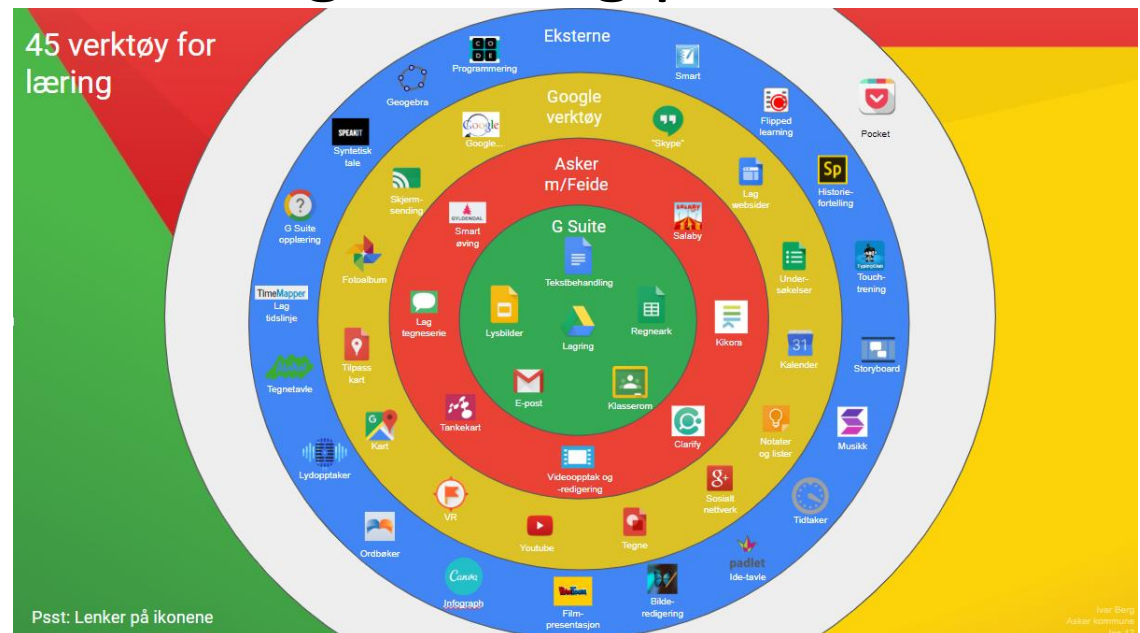 45 verktøy for
læring
Eksterne
Programmering
Smart
Geogebra
Flipped
learning
Pocket
SPEAKIT
Syntetisk
tale
Sp
Historie-
fortelling
G Suite
opplæring
Touch-
trening
TimeMapper
Lag
tidslinje
Storyboard
Tegnetavle
Musikk
Lydopptaker
Tidtaker
Ordbøker
padlet
Ide-tavle
Canva
Infograph
Film-
presentasjon
Bilde-
redigering
Google
verktøy
Google
Google...
"Skype"
Skjerm-
sending
Lag
websider
Fotoalbum
Under-
søkelser
Tilpass
kart
31
Kalender
Kart
Notater
og lister
VR
g+
Sosialt
nettverk
Youtube
Tegne
Asker
m/Feide
GYLDENDAL
Smart
øving
SALABY
Salaby
Lag
tegneserie
Kikora
Tankekart
Clarify
Videoopptak og
-redigering
G Suite
Tekstbehandling
Lysbilder
Regneark
Lagring
E-post
Klasserom
Psst: Lenker på ikonene
Ivar Berg
Asker kommune